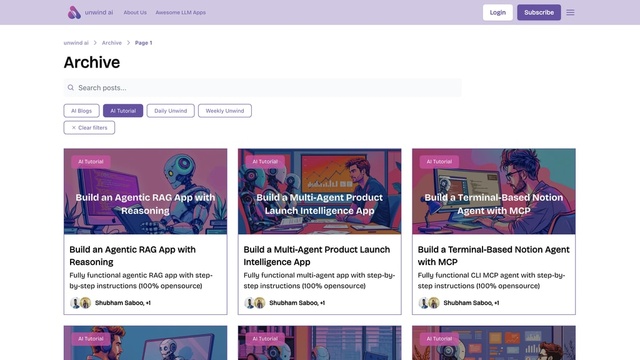 unwind ai
About Us
Awesome LLM Apps
Login
Subscribe
unwind ai > Archive > Page 1
Archive
Search posts...
AI Blogs
AI Tutorial
Daily Unwind
Weekly Unwind
× Clear filters
AI Tutorial
Build an Agentic RAG App with
Reasoning
Build an Agentic RAG App with
Reasoning
Fully functional agentic RAG app with step-
by-step instructions (100% opensource)
Shubham Saboo, +1
AI Tutorial
Build a Multi-Agent Product
Launch Intelligence App
Build a Multi-Agent Product Launch
Intelligence App
Fully functional multi-agent app with step-by-
step instructions (100% opensource)
Shubham Saboo, +1
AI Tutorial
Build a Terminal-Based Notion
Agent with MCP
Build a Terminal-Based Notion Agent
with MCP
Fully functional CLI MCP agent with step-by-
step instructions (100% opensource)
Shubham Saboo, +1
AI Tutorial
AI Tutorial
AI Tutorial